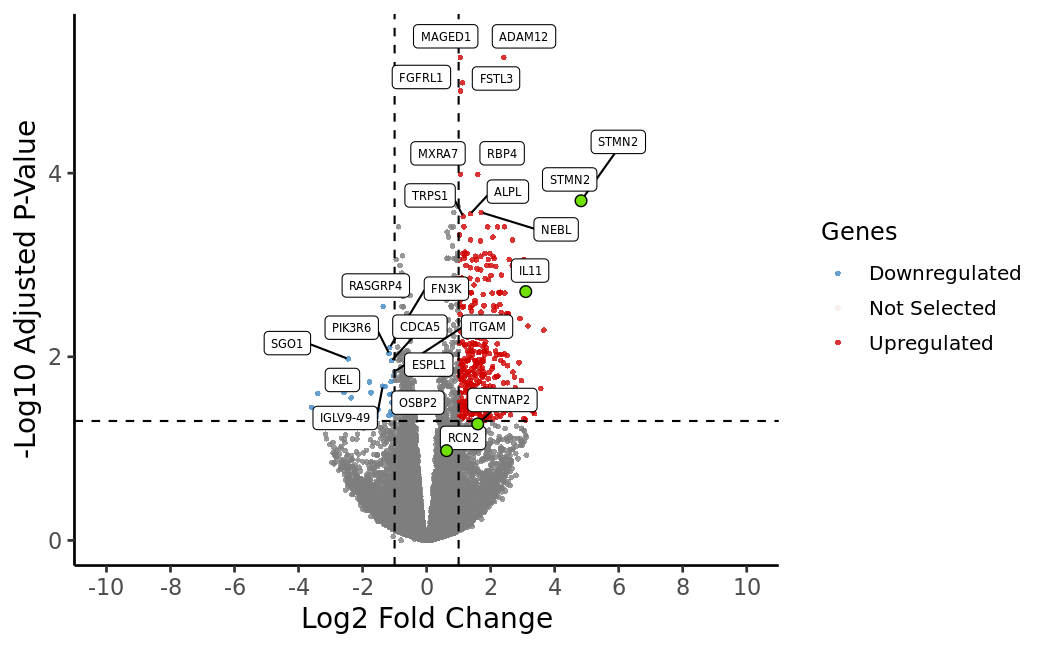 MAGED1 ADAM12
FGFRL1 FSTL3
STMN2
MXRA7 RBP4
STMN2
TRPS1 ALPL
NEBL
IL11
RASGRP4 FN3K
PIK3R6 CDCA5 ITGAM
SGO1
ESPL1
KEL
OSBP2 CNTNAP2
IGLV9-49
RCN2
-Log10 Adjusted P-Value
4
2
0
-10 -8 -6 -4 -2 0 2 4 6 8 10
Log2 Fold Change
Genes
Downregulated
Not Selected
Upregulated